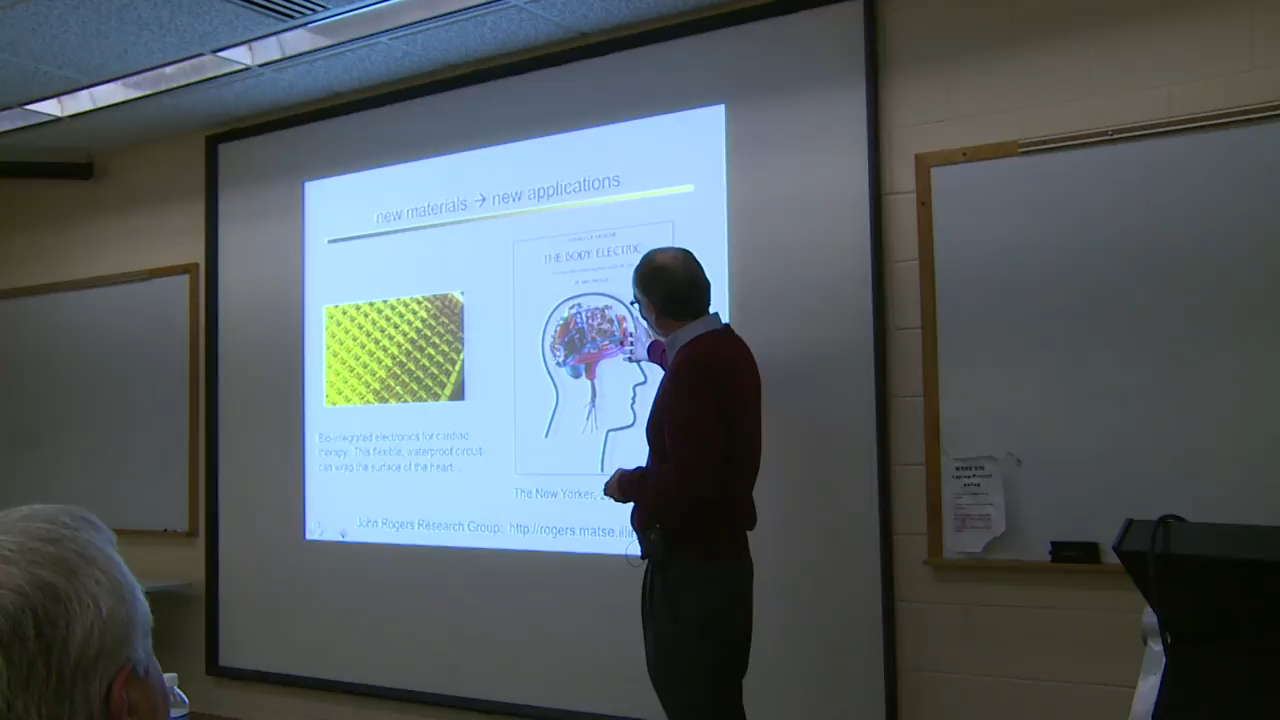 new materials → new applications
THE BODY ELECTRIC
Bio-integrated electronics for cardiac
therapy. This flexible, waterproof circuit
can wrap the surface of the heart.
The New Yorker,
John Rogers Research Group: http://rogers.matse.illi